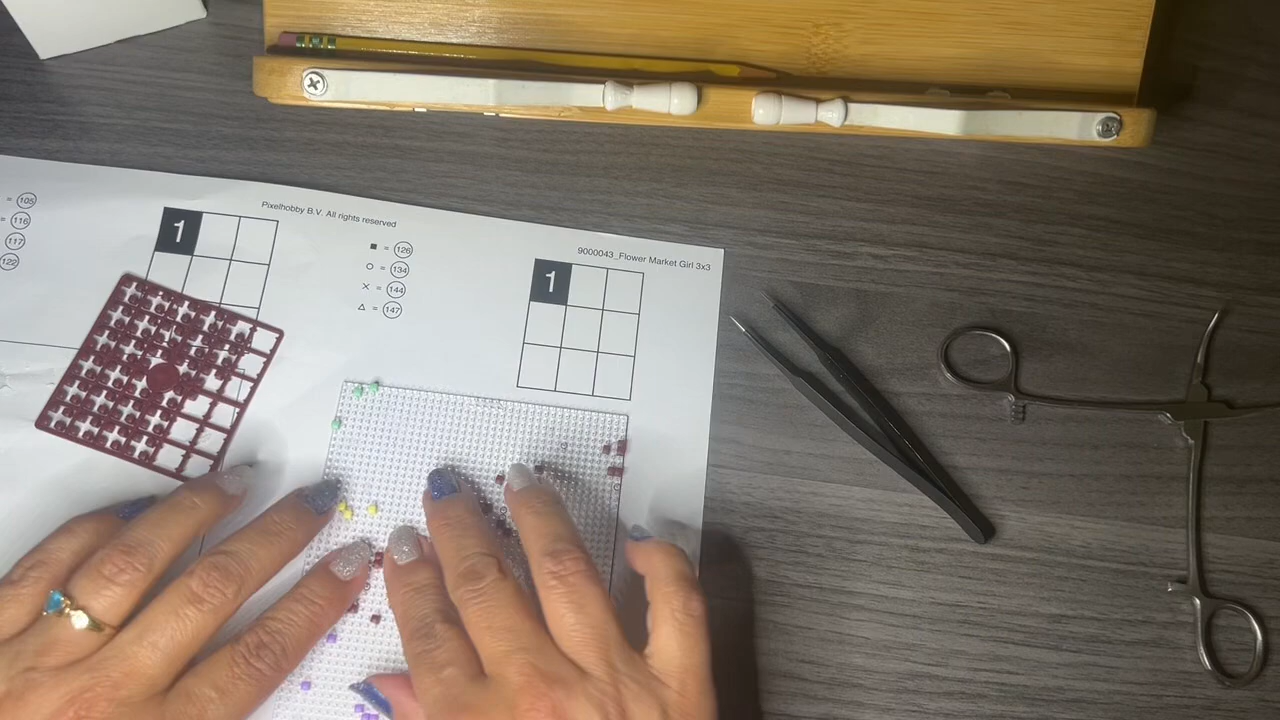 = 105
= 116
117
122
1
Pixelhobby B.V. All rights reserved
■ = 126
○ = 134
× = 144
△ = 147
9000043_Flower Market Girl 3x3
1